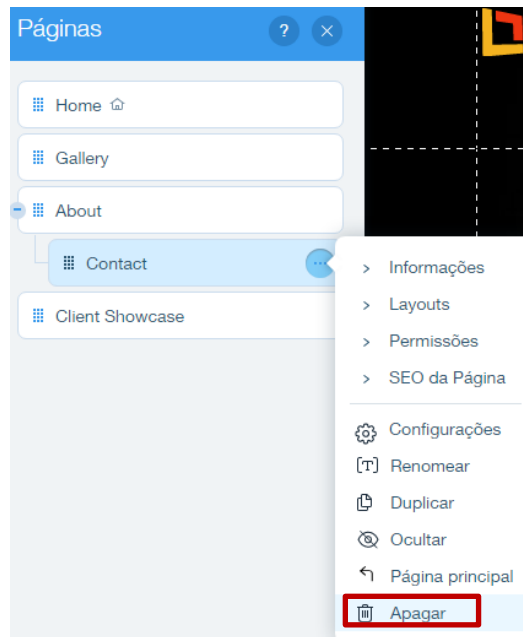 Páginas ?
Home
Gallery
About
Contact
Client Showcase
Informações
Layouts
Permissões
SEO da Página
Configurações
[T] Renomear
Duplicar
Ocultar
Página principal
Apagar